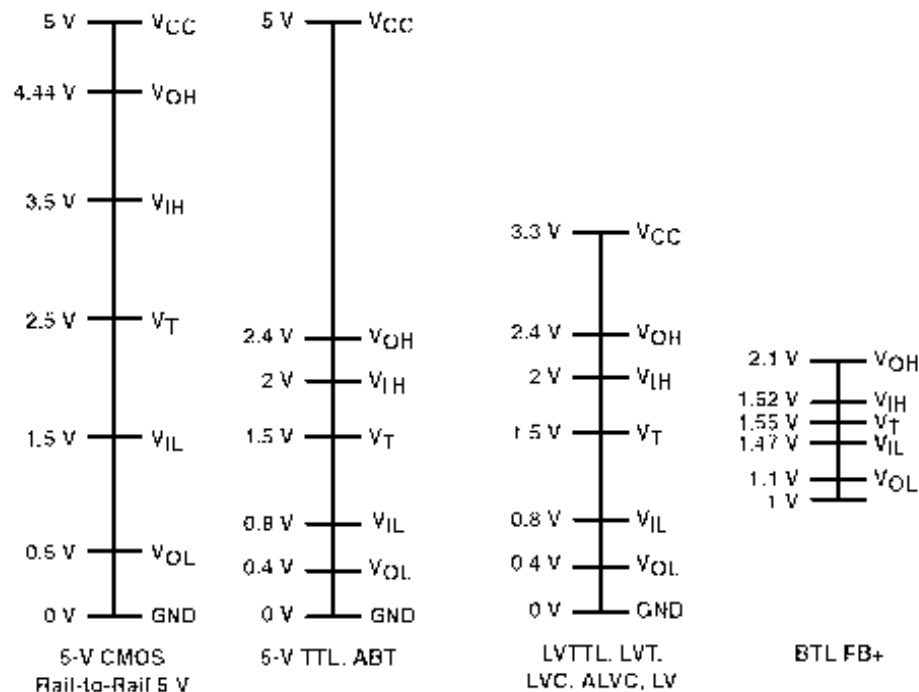 5 V VCC
4.44 V VOH
3.5 V VIH
2.5 V VT
1.5 V VIL
0.5 V VOL
0 V GND
5-V CMOS
Rail-to-Rail 5 V
5 V VCC
2.4 V VOH
2 V VIH
1.5 V VT
0.8 V VIL
0.4 V VOL
0 V GND
5-V TTL. ABT
3.3 V VCC
2.4 V VOH
2 V VIH
1.5 V VT
0.8 V VIL
0.4 V VOL
0 V GND
LVTTL. LVT.
LVC. ALVC, LV
2.1 V VOH
1.62 V VIH
1.55 V VT
1.47 V VIL
1.1 V VOL
1 V
BTL FB+